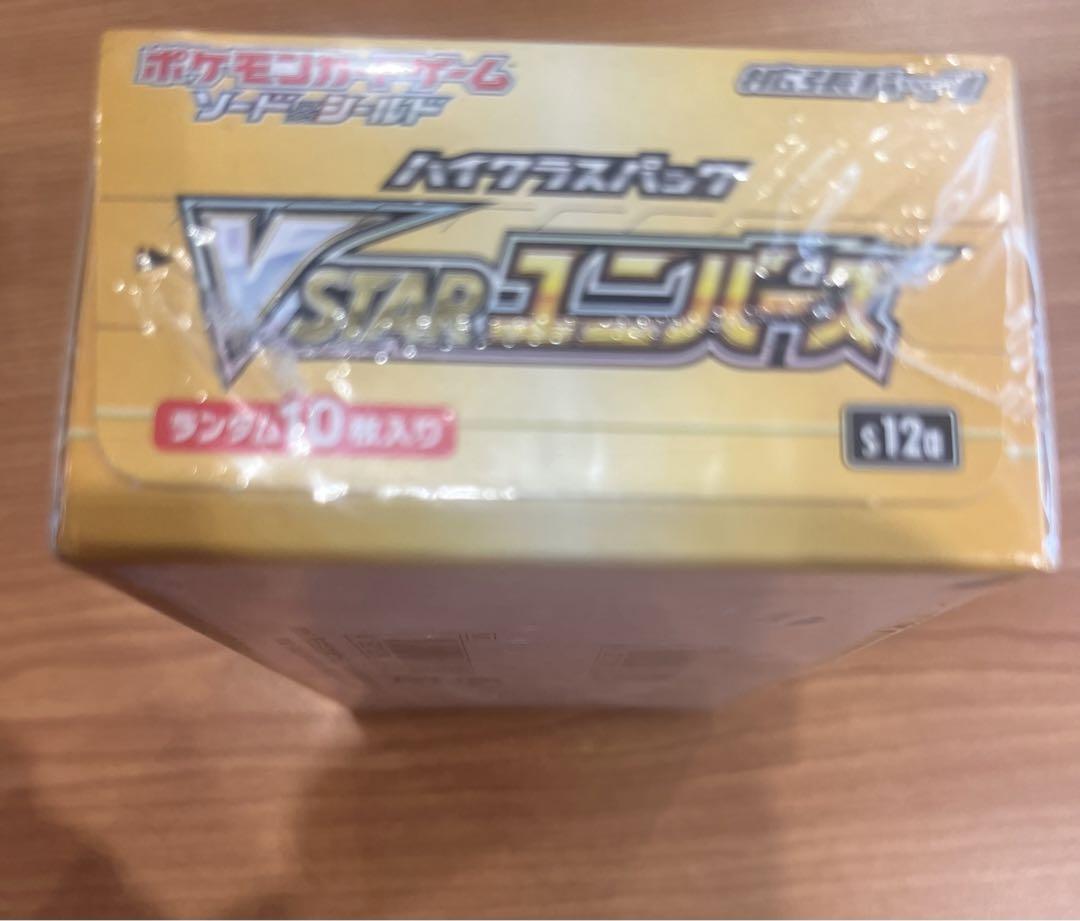 ポケモンカードゲーム
ソード&シールド
拡張パック
ハイクラスパック
VSTARユニバース
ランダム10枚入り
s12a